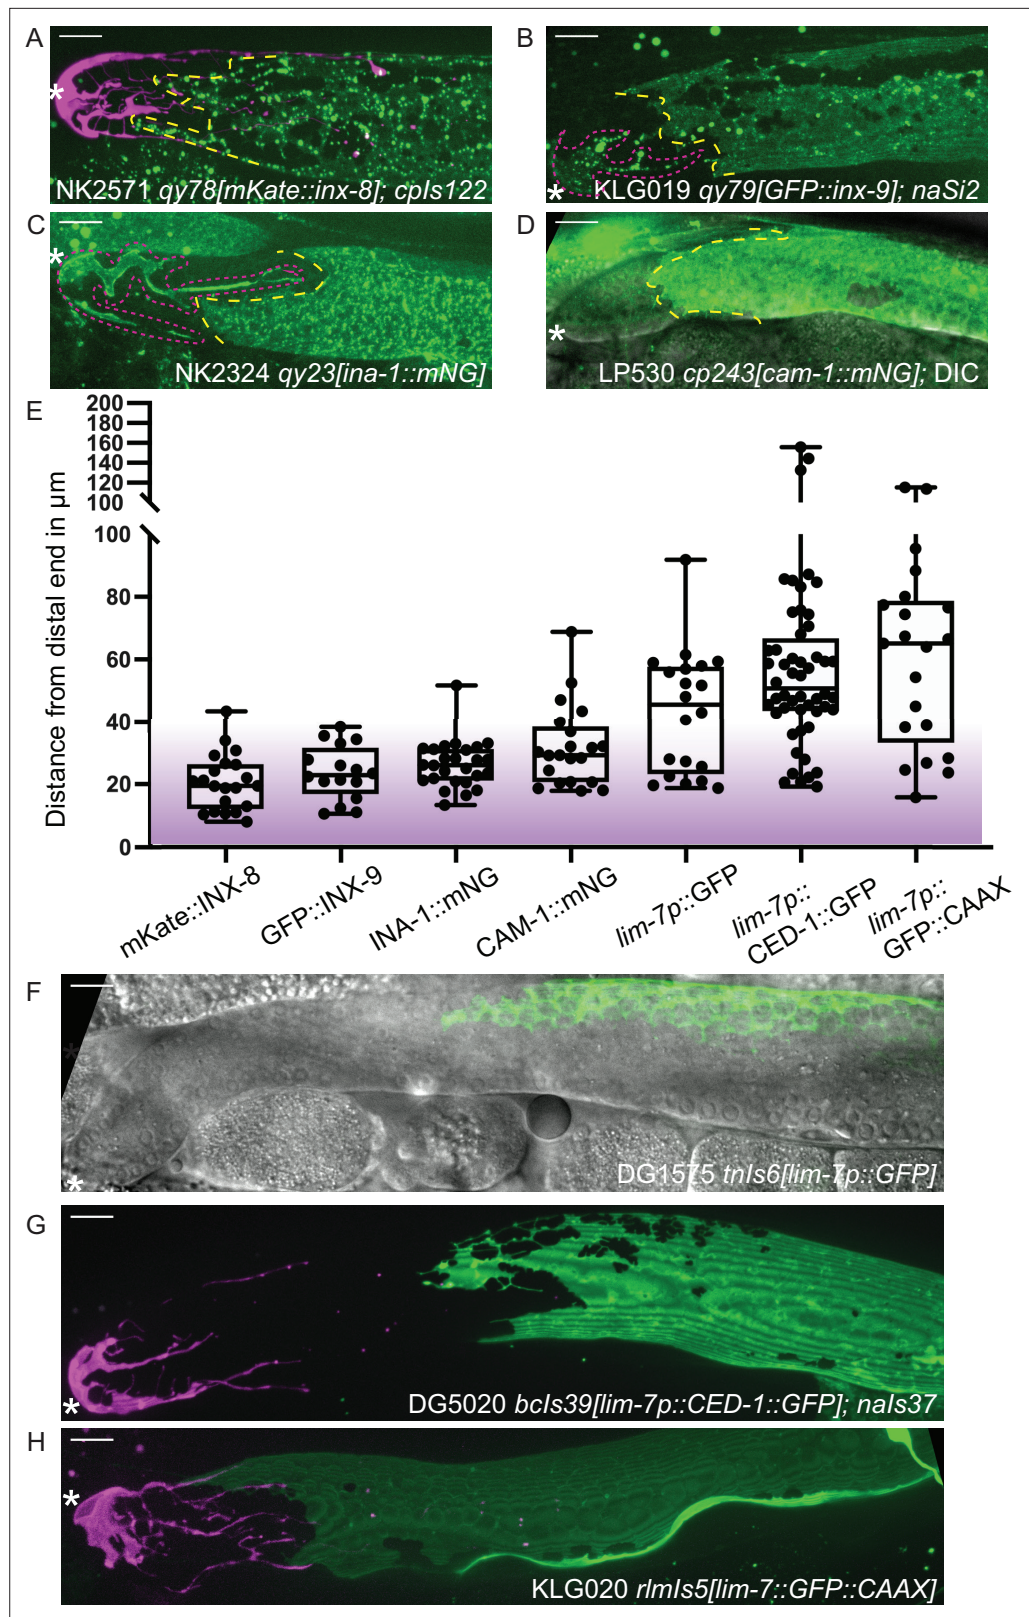 A
B
*
NK2571 qy78[mKate::inx-8]; cpIs122
*
KLG019 qy79[GFP::inx-9]; naSi2
C
D
*
NK2324 qy23[ina-1::mNG]
*
LP530 cp243[cam-1::mNG]; DIC
E
Distance from distal end in µm
200
180
160
140
120
100
100
80
60
40
20
0
mKate::INX-8
GFP::INX-9
INA-1::mNG
CAM-1::mNG
lim-7p::GFP
lim-7p::
CED-1::GFP
lim-7p::
GFP::CAAX
F
*
*
DG1575 tnIs6[lim-7p::GFP]
G
*
DG5020 bcIs39[lim-7p::CED-1::GFP]; naIs37
H
*
KLG020 rlmIs5[lim-7::GFP::CAAX]